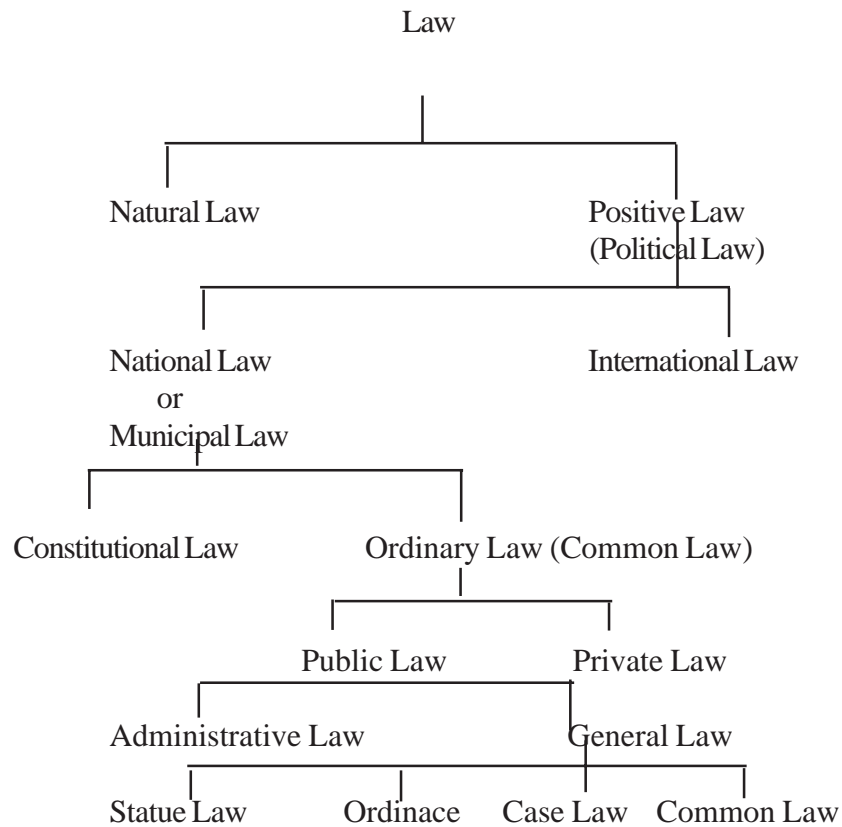 Law
Natural Law Positive Law
(Political Law)
National Law International Law
or
Municipal Law
Constitutional Law Ordinary Law (Common Law)
Public Law Private Law
Administrative Law General Law
Statue Law Ordinace Case Law Common Law